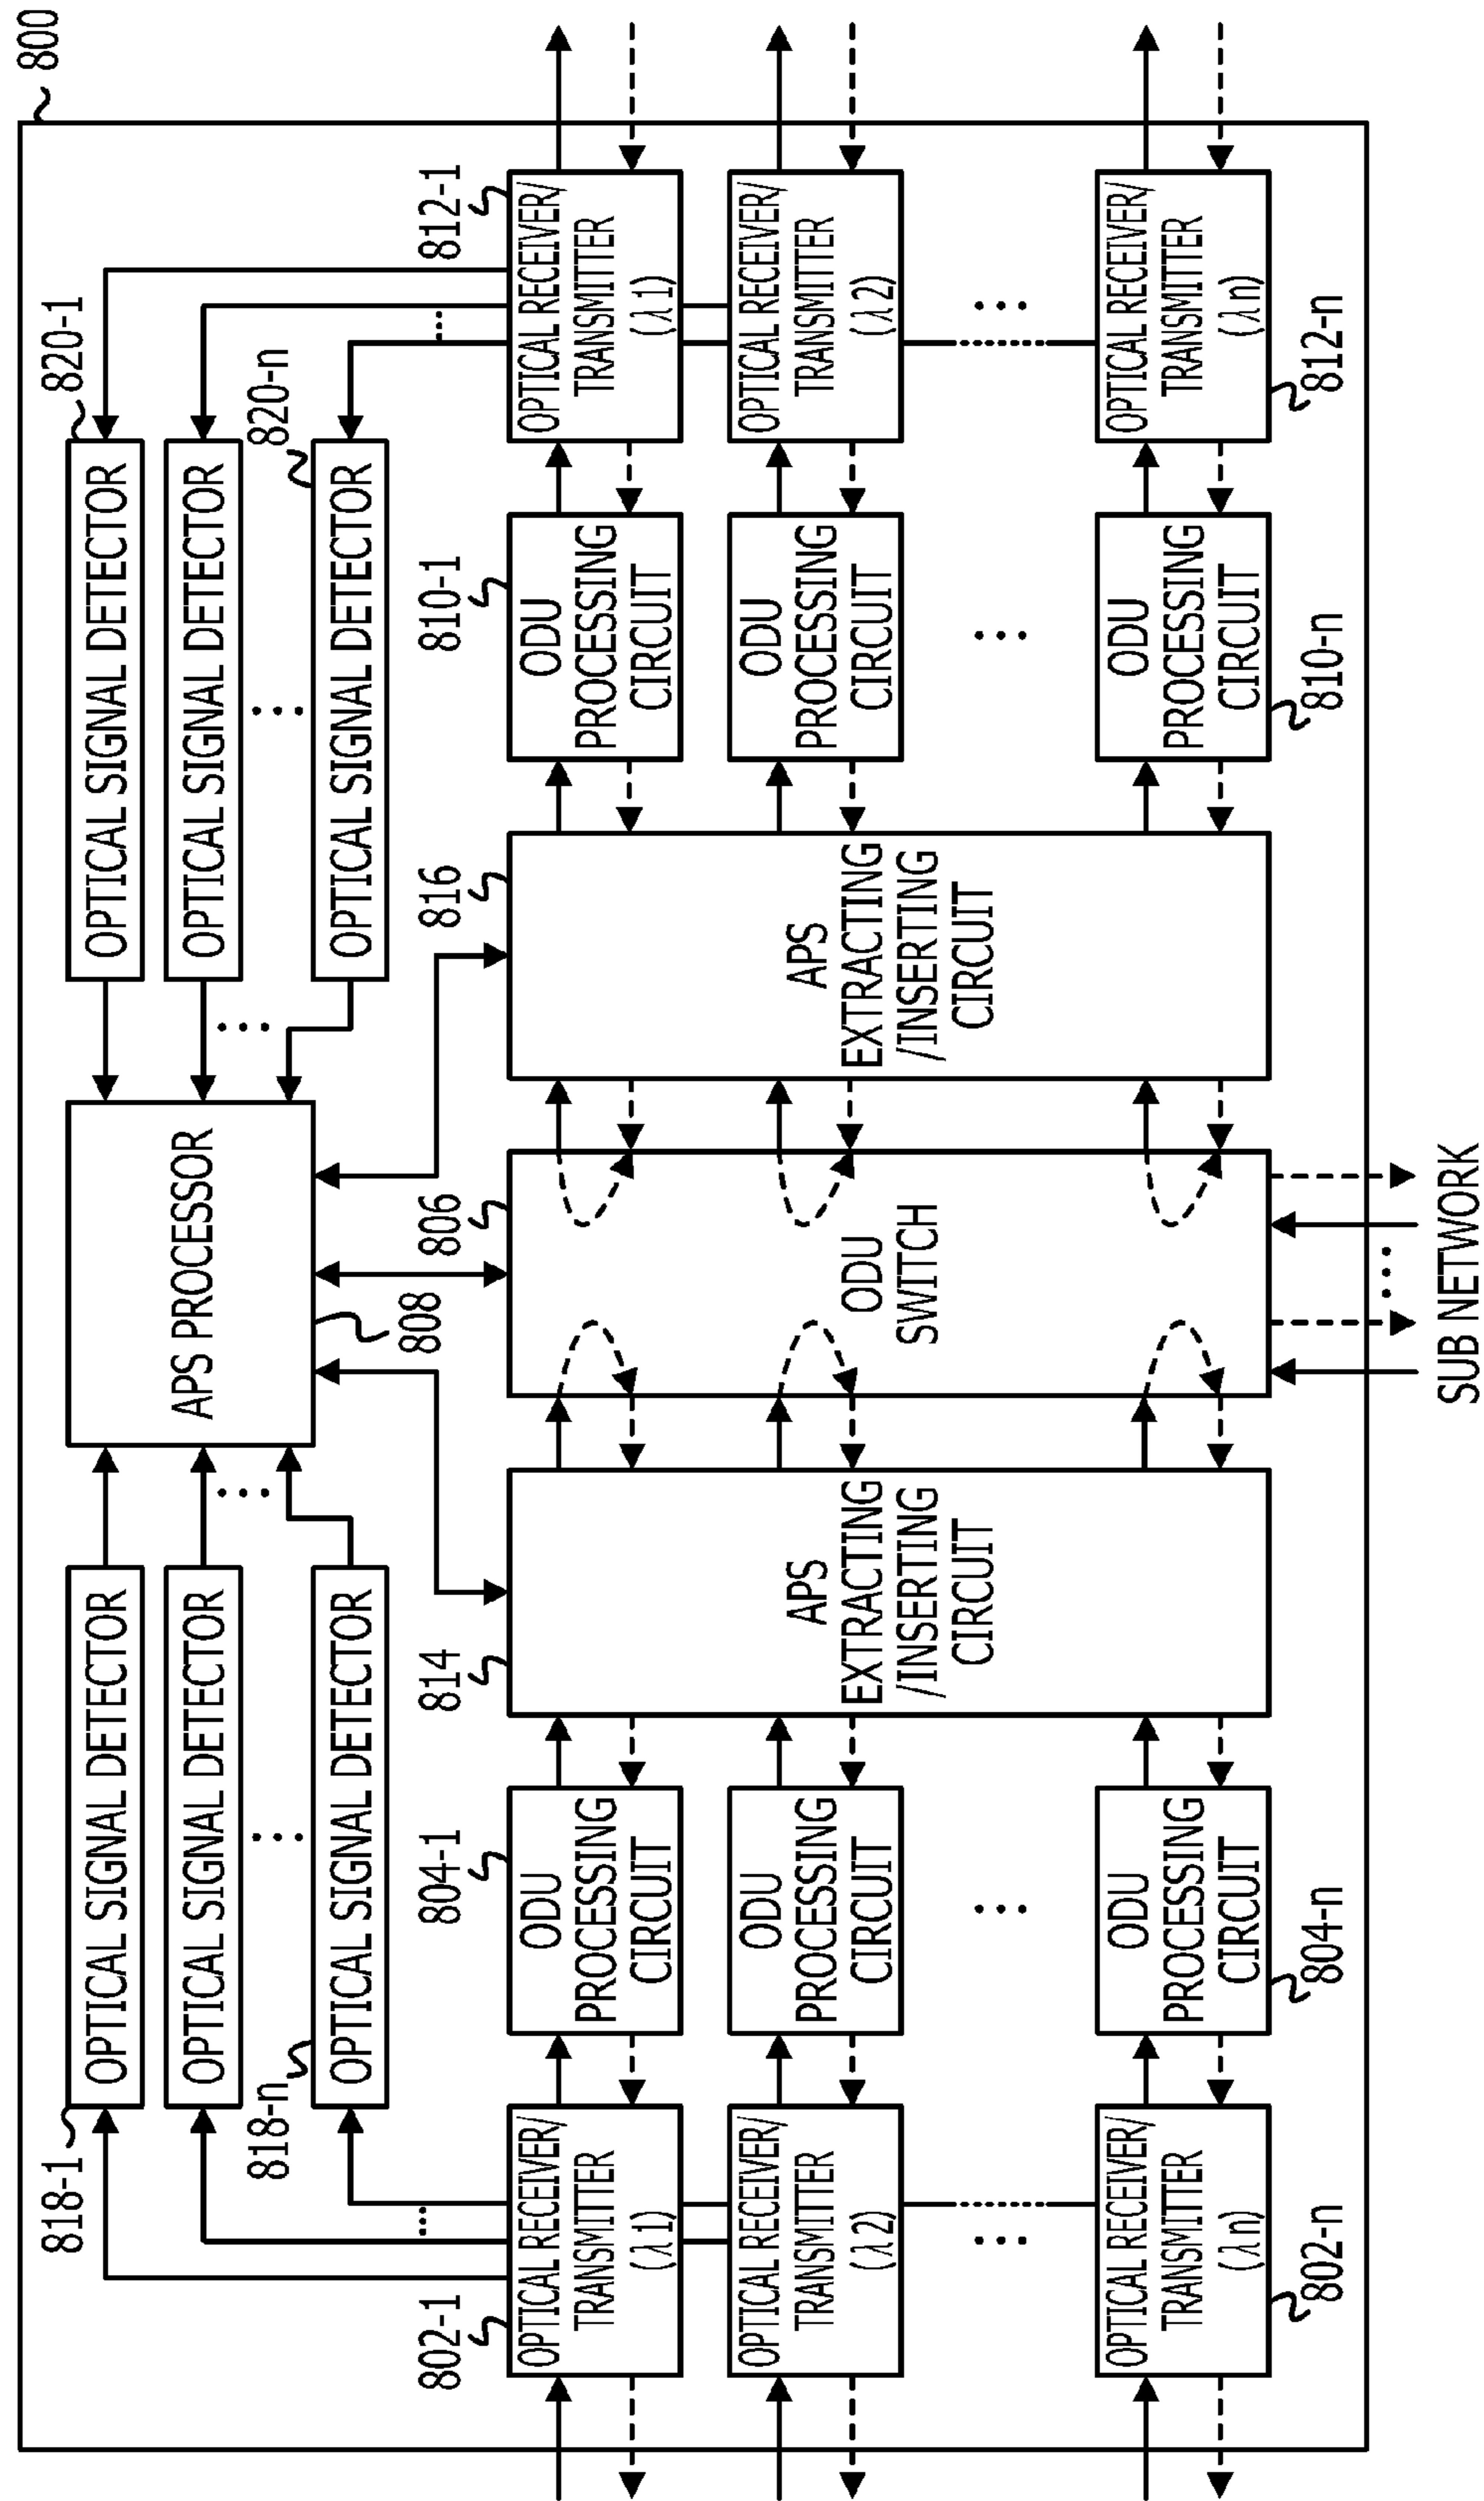 800
818-1
OPTICAL SIGNAL DETECTOR
OPTICAL SIGNAL DETECTOR
818-n
OPTICAL SIGNAL DETECTOR
APS PROCESSOR
808
820-1
OPTICAL SIGNAL DETECTOR
OPTICAL SIGNAL DETECTOR
820-n
OPTICAL SIGNAL DETECTOR
802-1
OPTICAL RECEIVER/
TRANSMITTER
(λ1)
804-1
ODU
PROCESSING
CIRCUIT
814
APS
EXTRACTING
/INSERTING
CIRCUIT
806
ODU
SWITCH
816
APS
EXTRACTING
/INSERTING
CIRCUIT
810-1
ODU
PROCESSING
CIRCUIT
812-1
OPTICAL RECEIVER/
TRANSMITTER
(λ1)
OPTICAL RECEIVER/
TRANSMITTER
(λ2)
ODU
PROCESSING
CIRCUIT
ODU
PROCESSING
CIRCUIT
OPTICAL RECEIVER/
TRANSMITTER
(λ2)
OPTICAL RECEIVER/
TRANSMITTER
(λn)
802-n
ODU
PROCESSING
CIRCUIT
804-n
ODU
PROCESSING
CIRCUIT
810-n
OPTICAL RECEIVER/
TRANSMITTER
(λn)
812-n
SUB NETWORK